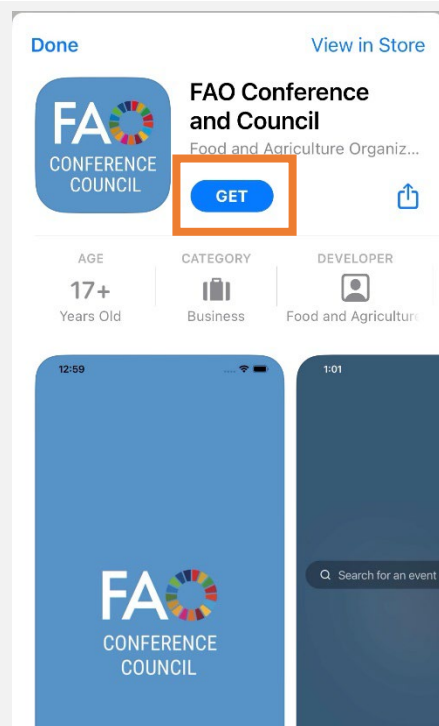 Done
View in Store
FAO
CONFERENCE
COUNCIL
FAO Conference
and Council
Food and Agriculture Organiz...
GET
AGE
17+
Years Old
CATEGORY
Business
DEVELOPER
Food and Agriculture
12:59
FAO
CONFERENCE
COUNCIL
1:01
Search for an event